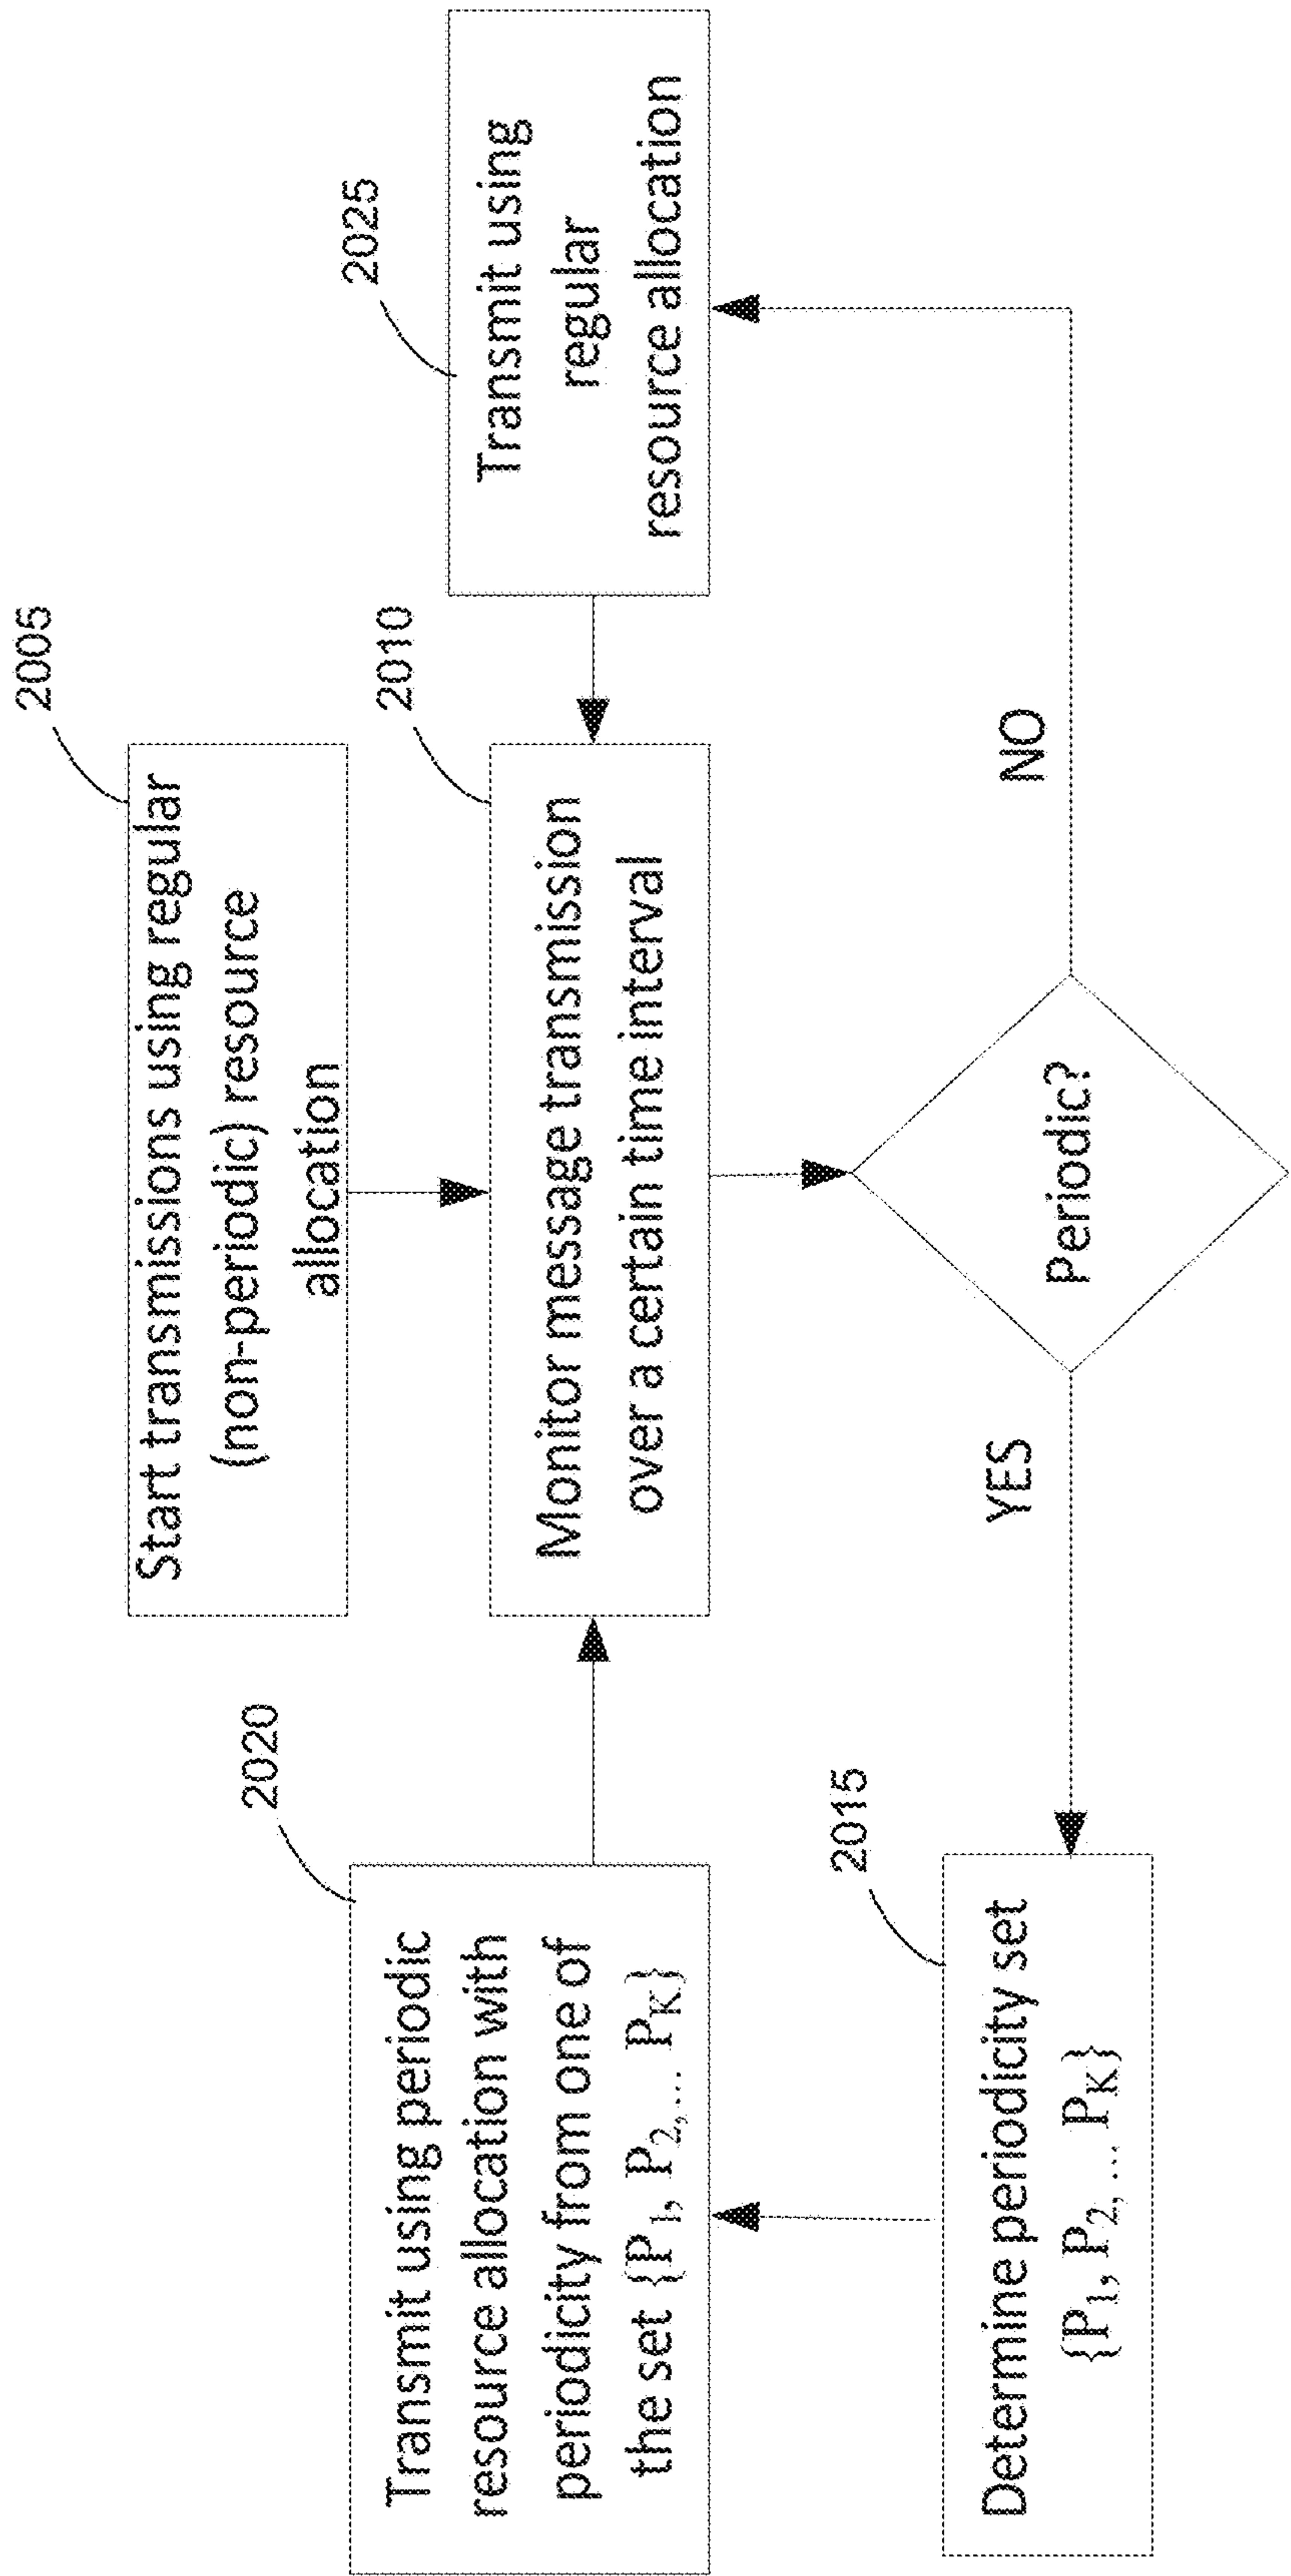 2005
Start transmissions using regular
(non-periodic) resource
allocation
2010
Monitor message transmission
over a certain time interval
Periodic?
YES
NO
2015
Determine periodicity set
{P₁, P₂,... P_K}
2020
Transmit using periodic
resource allocation with
periodicity from one of
the set {P₁, P₂,... P_K}
2025
Transmit using
regular
resource allocation